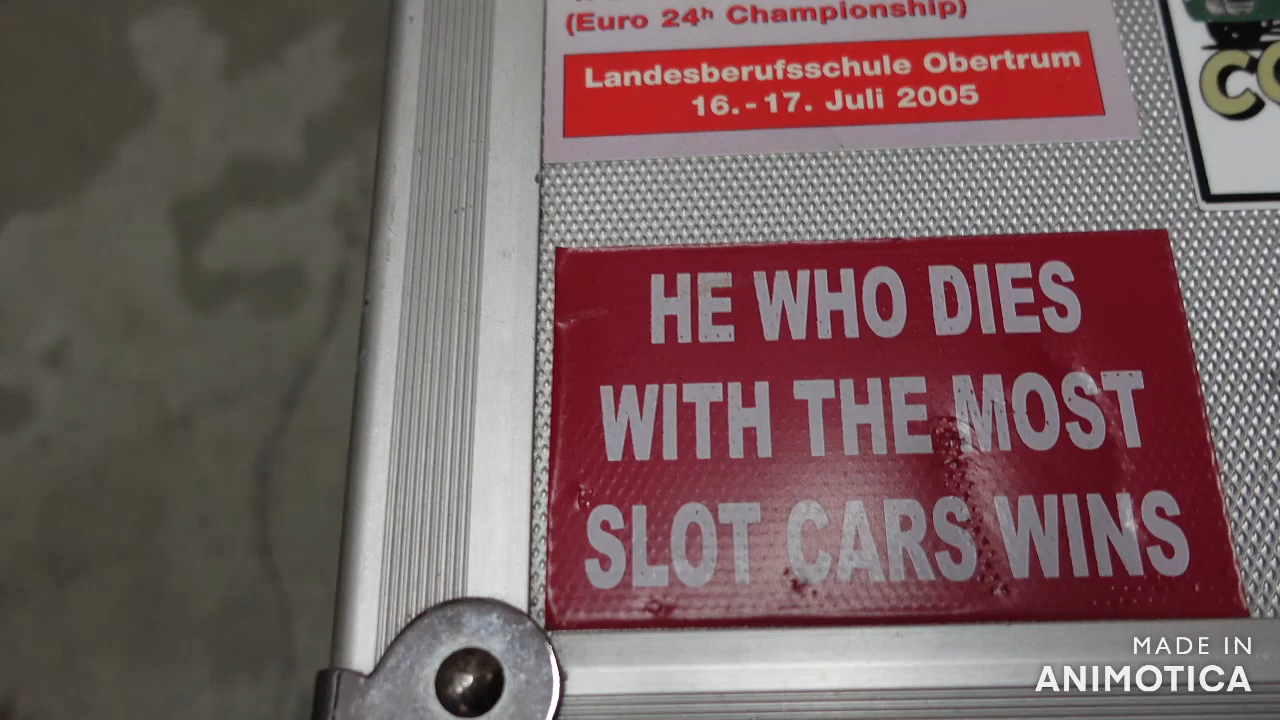 (Euro 24h Championship)
Landesberufsschule Obertrum
16.-17. Juli 2005
HE WHO DIES
WITH THE MOST
SLOT CARS WINS
MADE IN
ANIMOTICA